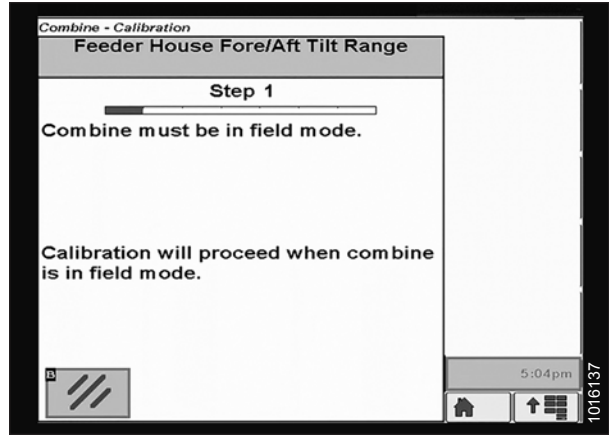 Combine - Calibration
Feeder House Fore/Aft Tilt Range
Step 1
Combine must be in field mode.
Calibration will proceed when combine
is in field mode.
B
5:04pm
1016137